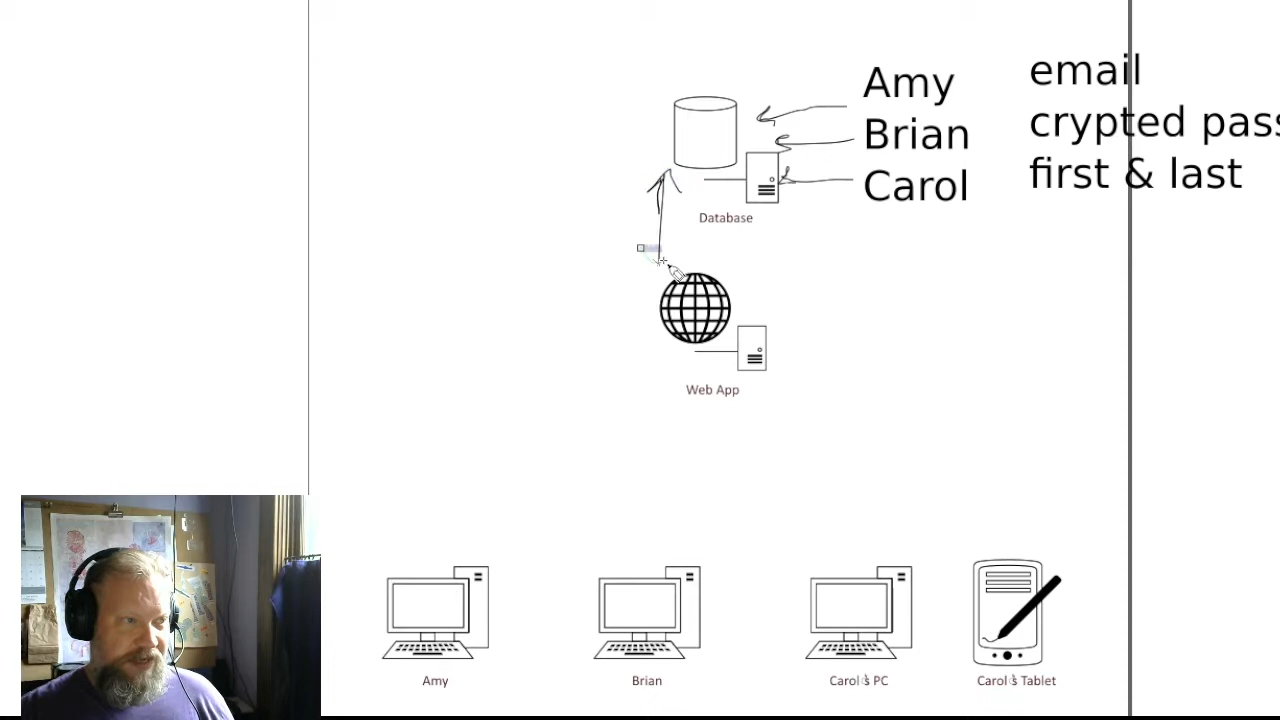 Amy
Brian
Carol
email
crypted pass
first & last
Database
Web App
Amy
Brian
Carol's PC
Carol's Tablet